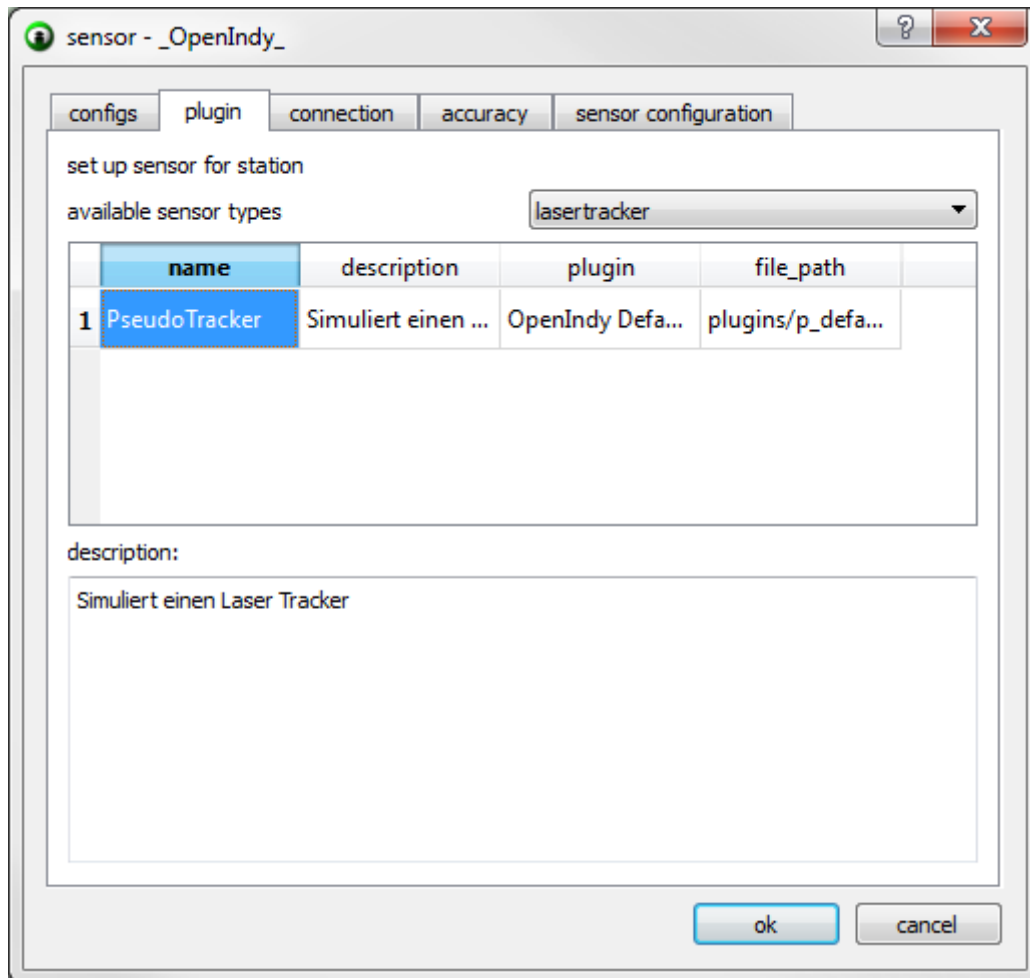 sensor - _OpenIndy_
configs plugin connection accuracy sensor configuration
set up sensor for station
available sensor types lasertracker
name description plugin file_path
1 PseudoTracker Simuliert einen ... OpenIndy Defa... plugins/p_defa...
description:
Simuliert einen Laser Tracker
ok cancel